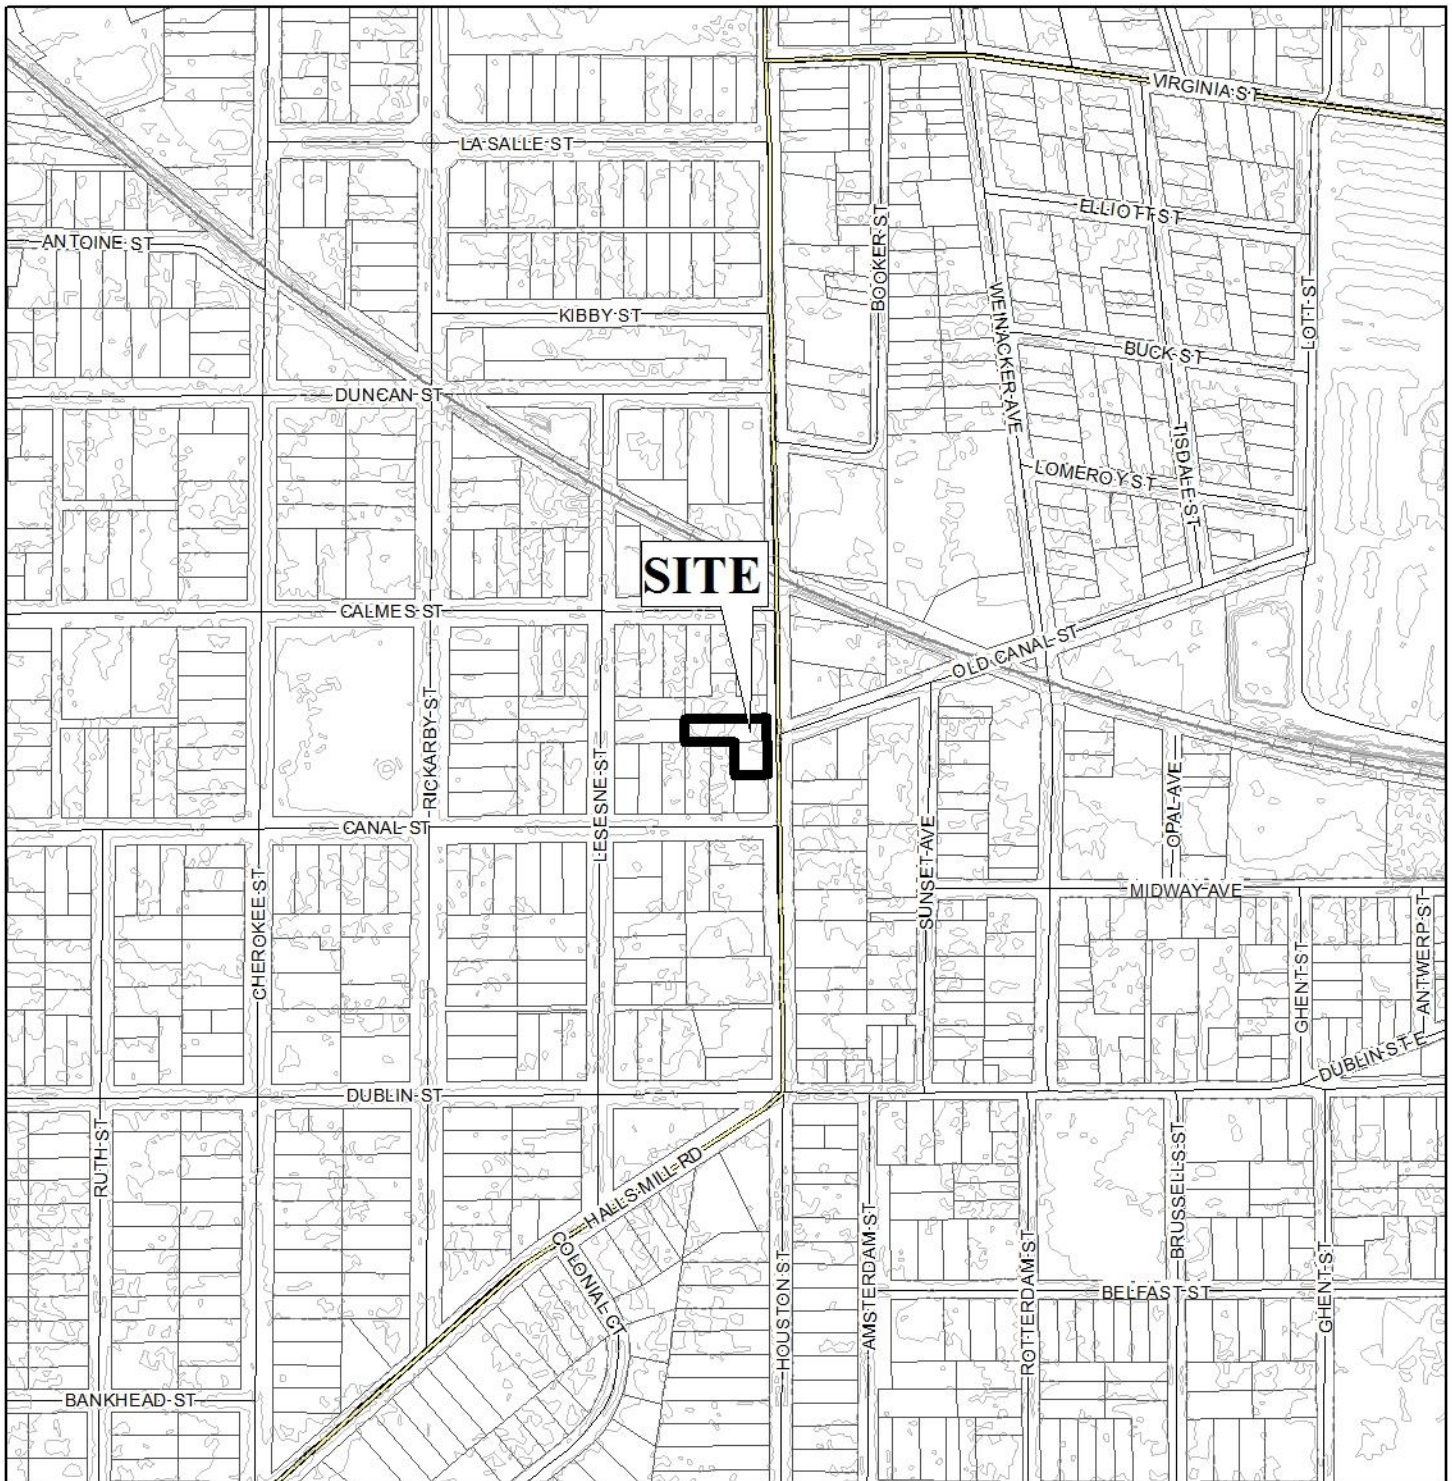 VIRGINIA ST
LA SALLE ST
ELLIOTT ST
ANTOINE ST
BOOKER ST
KIBBY ST
WEINACKER AVE
LOTT ST
BUCK ST
DUNCAN ST
TISDALE ST
LOMEROY ST
SITE
CALMES ST
OLD CANAL ST
RICKARBY ST
LESESNE ST
OPAL AVE
CANAL ST
SUNSET AVE
MIDWAY AVE
CHEROKEE ST
GHENT ST
ANTWERP ST
DUBLIN ST E
DUBLIN ST
RUTH ST
HALLS MILL RD
BRUSSELLS ST
COLONIAL CT
HOUSTON ST
AMSTERDAM ST
ROTTERDAM ST
BELFAST ST
GHENT ST
BANKHEAD ST